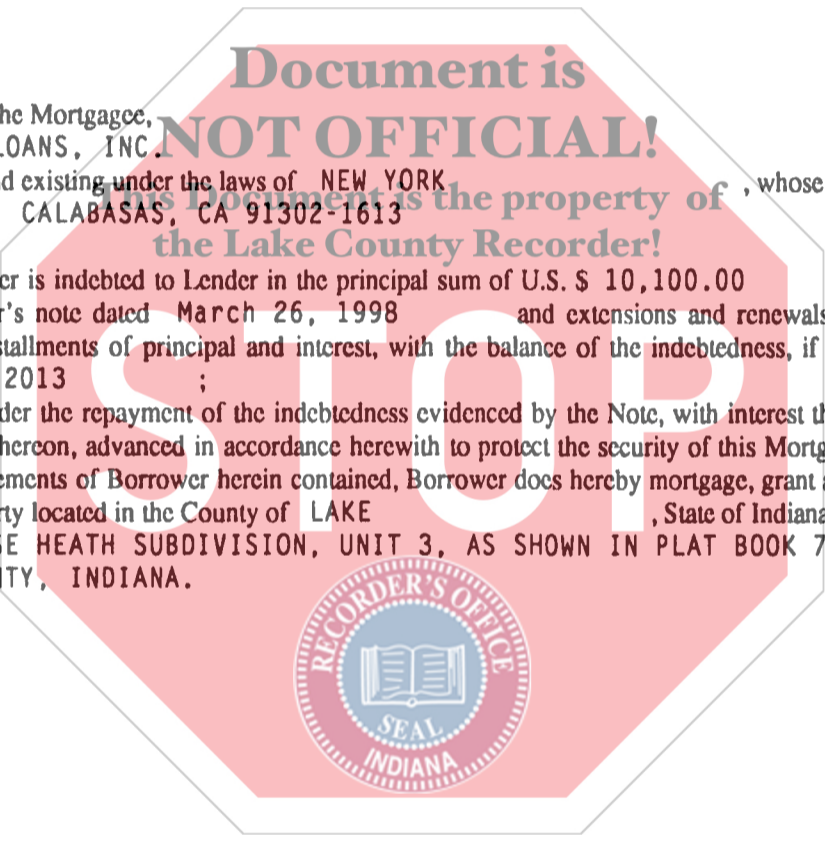 Document is
he Mortgagee,
NOT OFFICIAL!
OANS, INC.
d existing under the laws of NEW YORK , whose
This Document is the property of
CALABASAS, CA 91302-1613
the Lake County Recorder!
er is indebted to Lender in the principal sum of U.S. $ 10,100.00
r's note dated March 26, 1998 and extensions and renewals
stallments of principal and interest, with the balance of the indebtedness, if
2013 ;
STOP
der the repayment of the indebtedness evidenced by the Note, with interest th
hereon, advanced in accordance herewith to protect the security of this Mortg
ements of Borrower herein contained, Borrower does hereby mortgage, grant a
rty located in the County of LAKE , State of Indiana
E HEATH SUBDIVISION, UNIT 3, AS SHOWN IN PLAT BOOK 7
TY, INDIANA.
RECORDER'S OFFICE
SEAL
INDIANA